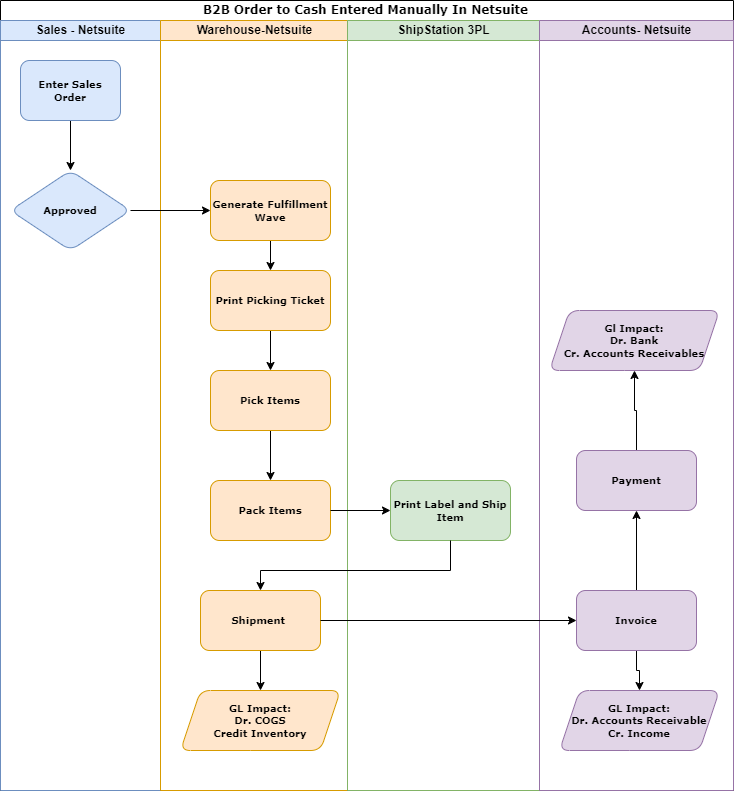 B2B Order to Cash Entered Manually In Netsuite
Sales - Netsuite
Warehouse-Netsuite
ShipStation 3PL
Accounts- Netsuite
Enter Sales
Order
Approved
Generate Fulfillment
Wave
Print Picking Ticket
Pick Items
Pack Items
Print Label and Ship
Item
Shipment
GL Impact:
Dr. COGS
Credit Inventory
Gl Impact:
Dr. Bank
Cr. Accounts Receivables
Payment
Invoice
GL Impact:
Dr. Accounts Receivable
Cr. Income